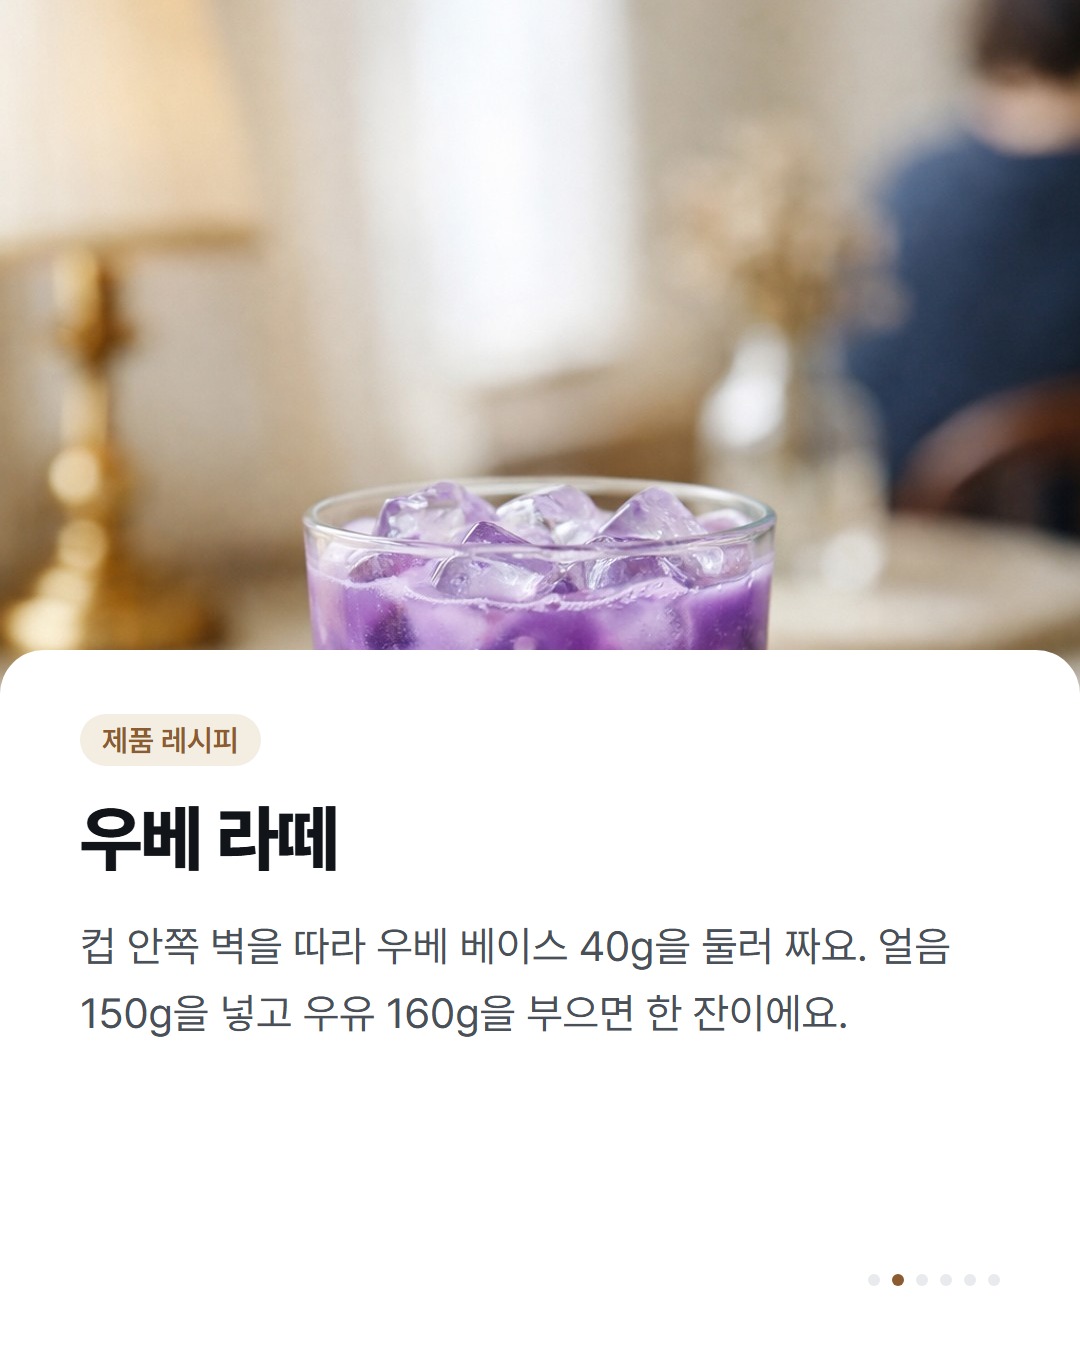 제품 레시피
우베 라떼
컵 안쪽 벽을 따라 우베 베이스 40g을 둘러 짜요. 얼음
150g을 넣고 우유 160g을 부으면 한 잔이에요.